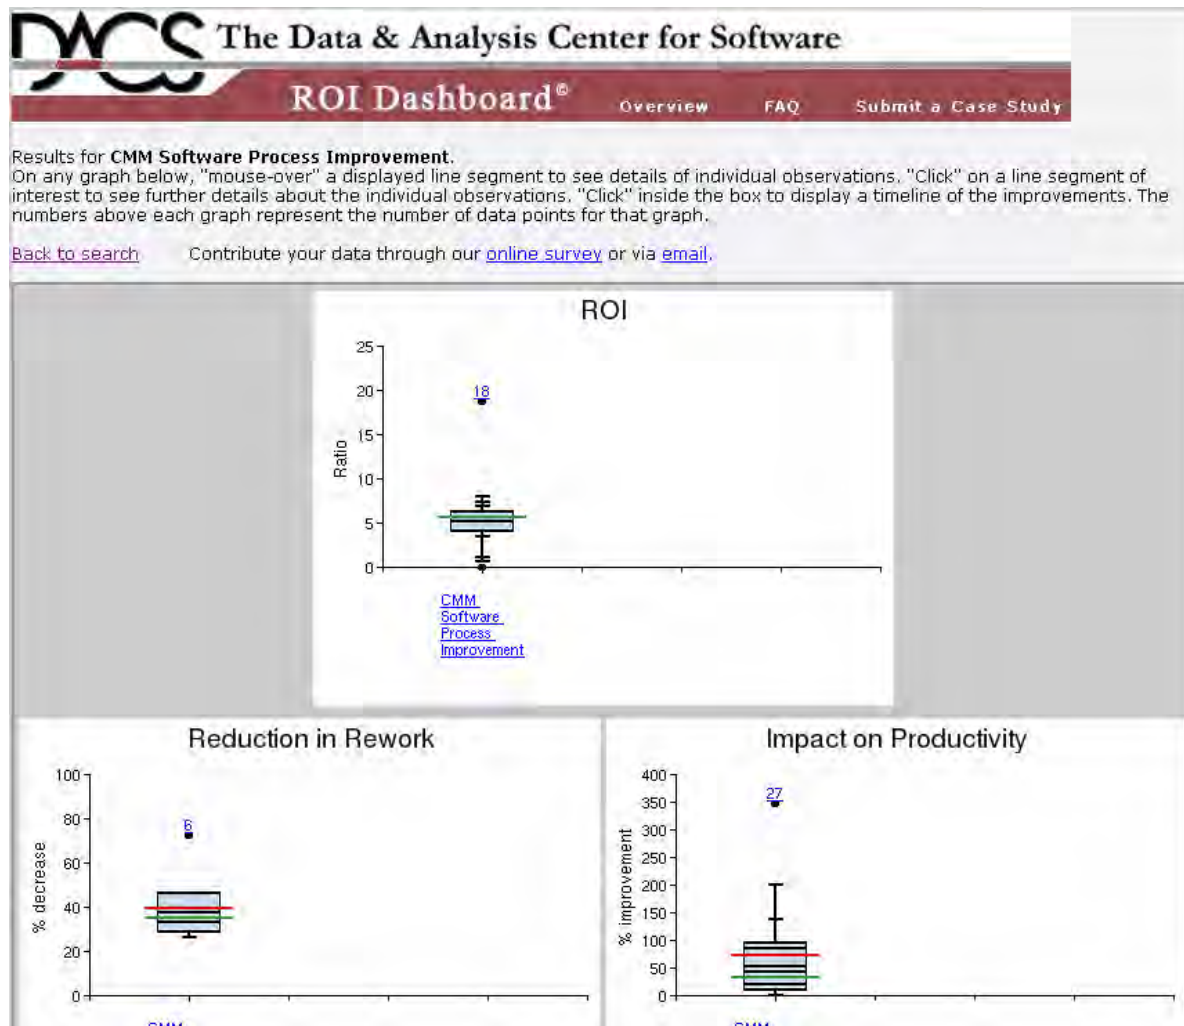 DACS The Data & Analysis Center for Software
ROI Dashboard© Overview FAQ Submit a Case Study
Results for CMM Software Process Improvement.
On any graph below, "mouse-over" a displayed line segment to see details of individual observations. "Click" on a line segment of
interest to see further details about the individual observations. "Click" inside the box to display a timeline of the improvements. The
numbers above each graph represent the number of data points for that graph.
Back to search Contribute your data through our online survey or via email.
ROI
25
20
15
10
5
0
Ratio
18
CMM
Software
Process
Improvement
Reduction in Rework
100
80
60
40
20
0
% decrease
6
CMM
Impact on Productivity
400
350
300
250
200
150
100
50
0
% improvement
27
CMM